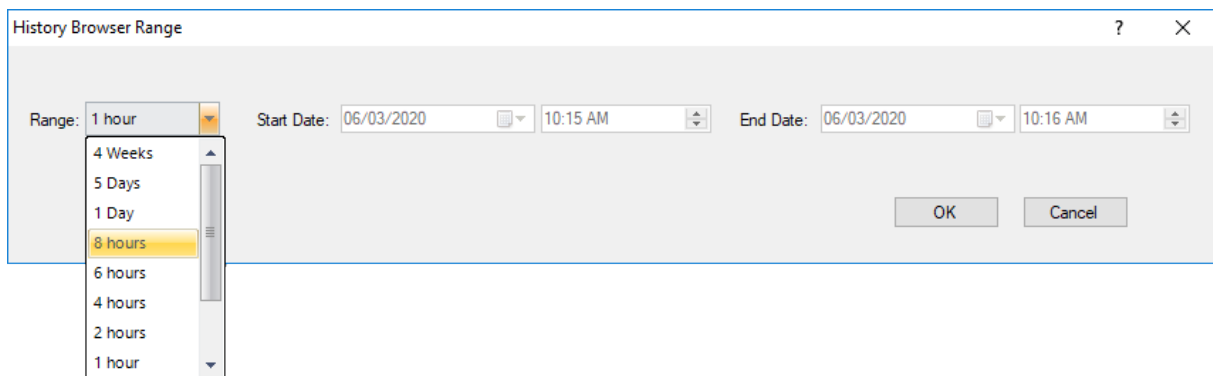 History Browser Range ?
Range: 1 hour Start Date: 06/03/2020 10:15 AM End Date: 06/03/2020 10:16 AM
4 Weeks
5 Days
1 Day
OK Cancel
8 hours
6 hours
4 hours
2 hours
1 hour